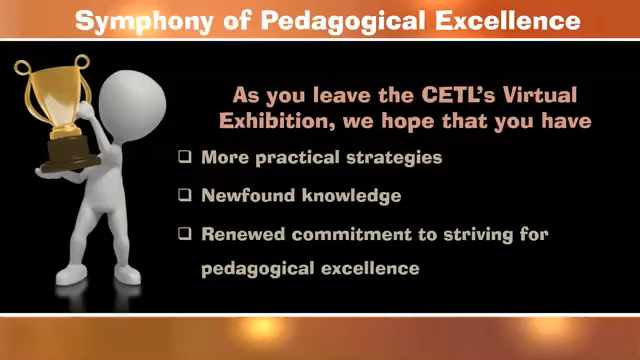 Symphony of Pedagogical Excellence
As you leave the CETL's Virtual
Exhibition, we hope that you have
❑ More practical strategies
❑ Newfound knowledge
❑ Renewed commitment to striving for
pedagogical excellence